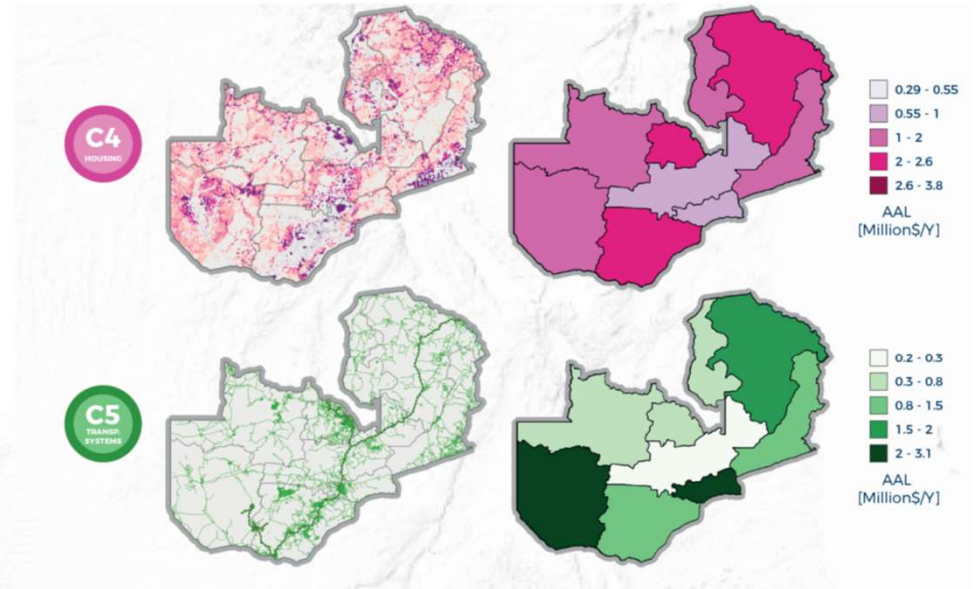 C4
HOUSING
0.29 - 0.55
0.55 - 1
1 - 2
2 - 2.6
2.6 - 3.8
AAL
[Million$/Y]
C5
TRANSP.
SYSTEMS
0.2 - 0.3
0.3 - 0.8
0.8 - 1.5
1.5 - 2
2 - 3.1
AAL
[Million$/Y]